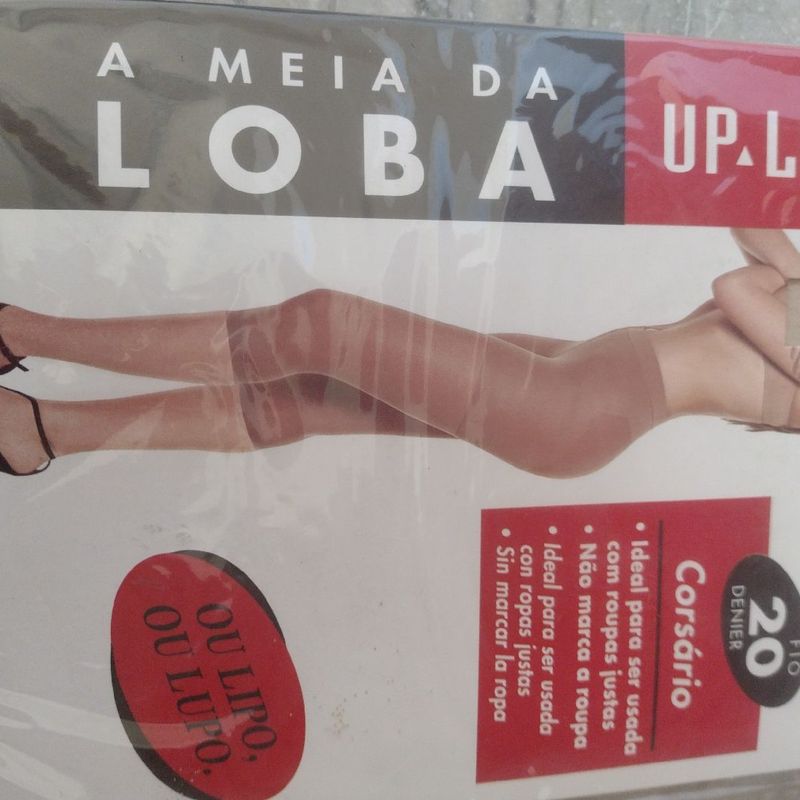 A MEIA DA
LOBA
UP▲L
FIO
20
DENIER
Corsário
• Ideal para ser usada
com roupas justas
• Não marca a roupa
• Ideal para ser usada
con ropas justas
• Sin marcar la ropa
OU LIPO,
OU LUPO.